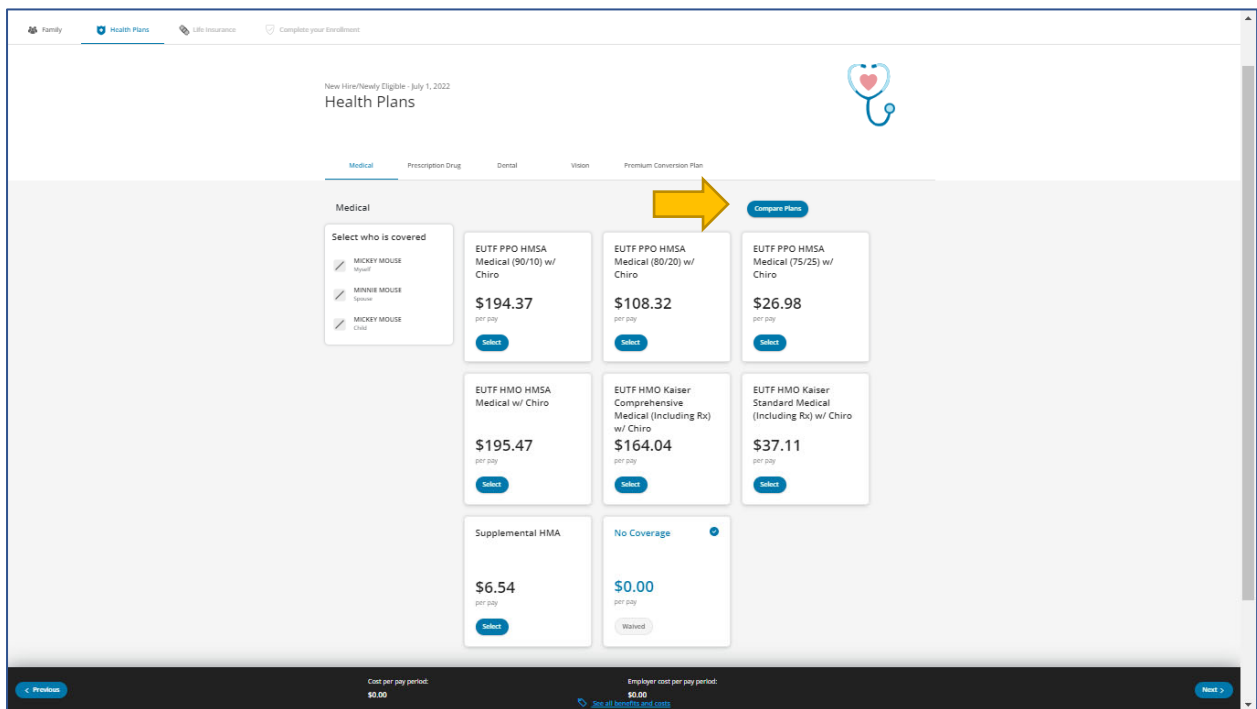 Family
Health Plans
Life Insurance
Complete your Enrollment
New Hire/Newly Eligible - July 1, 2022
Health Plans
Medical
Prescription Drug
Dental
Vision
Premium Conversion Plan
Medical
Compare Plans
Select who is covered
MICKEY MOUSE
Myself
MINNIE MOUSE
Spouse
MICKEY MOUSE
Child
EUTF PPO HMSA
Medical (90/10) w/
Chiro
$194.37
per pay
Select
EUTF PPO HMSA
Medical (80/20) w/
Chiro
$108.32
per pay
Select
EUTF PPO HMSA
Medical (75/25) w/
Chiro
$26.98
per pay
Select
EUTF HMO HMSA
Medical w/ Chiro
$195.47
per pay
Select
EUTF HMO Kaiser
Comprehensive
Medical (Including Rx)
w/ Chiro
$164.04
per pay
Select
EUTF HMO Kaiser
Standard Medical
(Including Rx) w/ Chiro
$37.11
per pay
Select
Supplemental HMA
$6.54
per pay
Select
No Coverage
$0.00
per pay
Waived
< Previous
Cost per pay period:
$0.00
Employer cost per pay period:
$0.00
See all benefits and costs
Next >